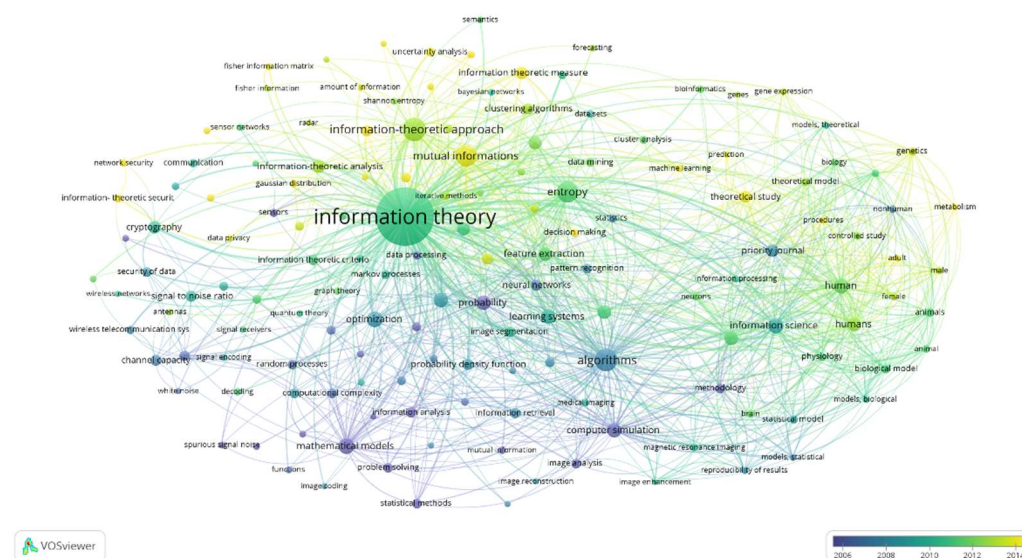 semantics
uncertainty analysis
forecasting
fisher information matrix
information theoretic measure
fisher information
amount of information
bayesian networks
bioinformatics
genes
gene expression
shannon entropy
clustering algorithms
data sets
sensor networks
radar
information-theoretic approach
models, theoretical
cluster analysis
mutual informations
network security
communication
information-theoretic analysis
data mining
prediction
biology
genetics
machine learning
gaussian distribution
theoretical model
information- theoretic securit
iterative methods
entropy
theoretical study
sensors
information theory
statistics
nonhuman
metabolism
cryptography
data privacy
decision making
procedures
controlled study
data processing
feature extraction
priority journal
information theoretic criterio
pattern recognition
adult
security of data
markov processes
neural networks
information processing
male
wireless networks
signal to noise ratio
graph theory
probability
neurons
human
female
antennas
quantum theory
optimization
learning systems
information science
humans
animals
wireless telecommunication sys
signal receivers
image segmentation
channel capacity
signal encoding
random processes
probability density function
algorithms
physiology
animal
biological model
white noise
decoding
computational complexity
medical imaging
methodology
models, biological
information analysis
information retrieval
brain
statistical model
computer simulation
spurious signal noise
mathematical models
mutual information
magnetic resonance imaging
models, statistical
functions
problem solving
image analysis
reproducibility of results
image coding
image reconstruction
image enhancement
statistical methods
VOSviewer
2006 2008 2010 2012 2014